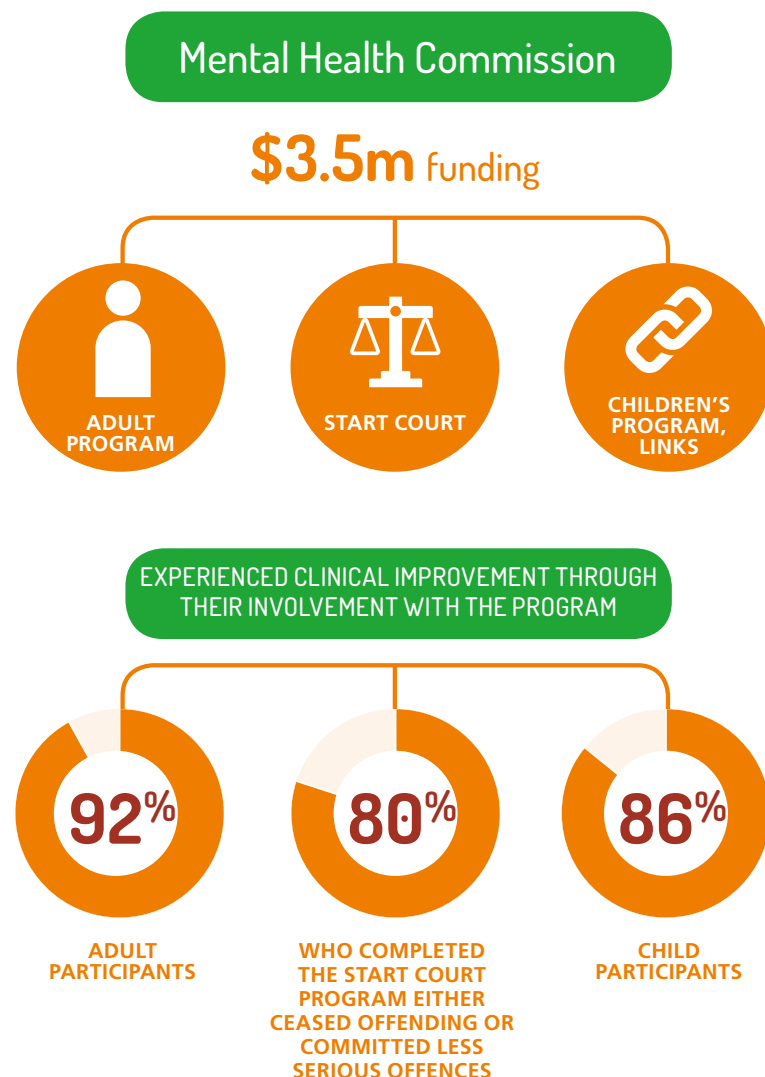 Mental Health Commission
$3.5m funding
ADULT
PROGRAM
START COURT
CHILDREN'S
PROGRAM,
LINKS
EXPERIENCED CLINICAL IMPROVEMENT THROUGH
THEIR INVOLVEMENT WITH THE PROGRAM
92%
80%
86%
ADULT
PARTICIPANTS
WHO COMPLETED
THE START COURT
PROGRAM EITHER
CEASED OFFENDING OR
COMMITTED LESS
SERIOUS OFFENCES
CHILD
PARTICIPANTS